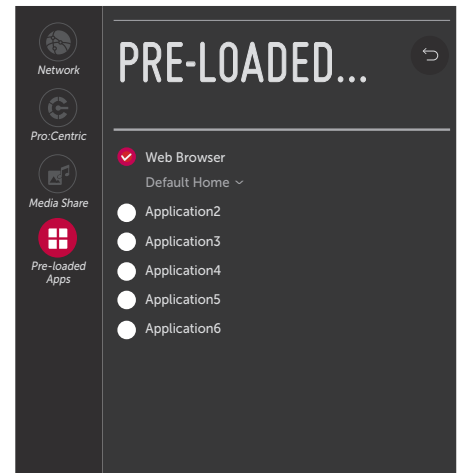 Network
Pro:Centric
Media Share
Pre-loaded
Apps
PRE-LOADED...
Web Browser
Default Home
Application2
Application3
Application4
Application5
Application6